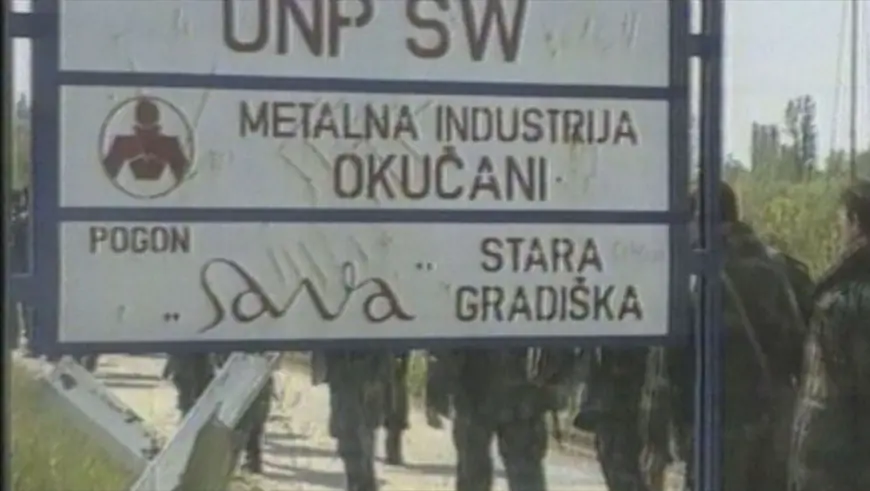 UNP SW
METALNA INDUSTRIJA
OKUČANI
POGON
„sava"
STARA
GRADIŠKA